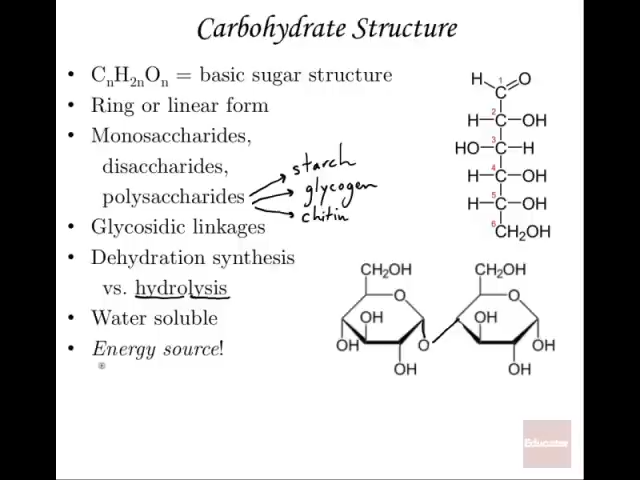 Carbohydrate Structure
• CnH2nOn = basic sugar structure
• Ring or linear form
• Monosaccharides,
disaccharides,
polysaccharides
starch
glycogen
chitin
• Glycosidic linkages
• Dehydration synthesis
vs. hydrolysis
• Water soluble
• Energy source!
H O
1
C
2
H C OH
3
HO C H
4
H C OH
5
H C OH
6
CH2OH
CH2OH CH2OH
O O
OH OH
OH O OH
OH OH
Educator